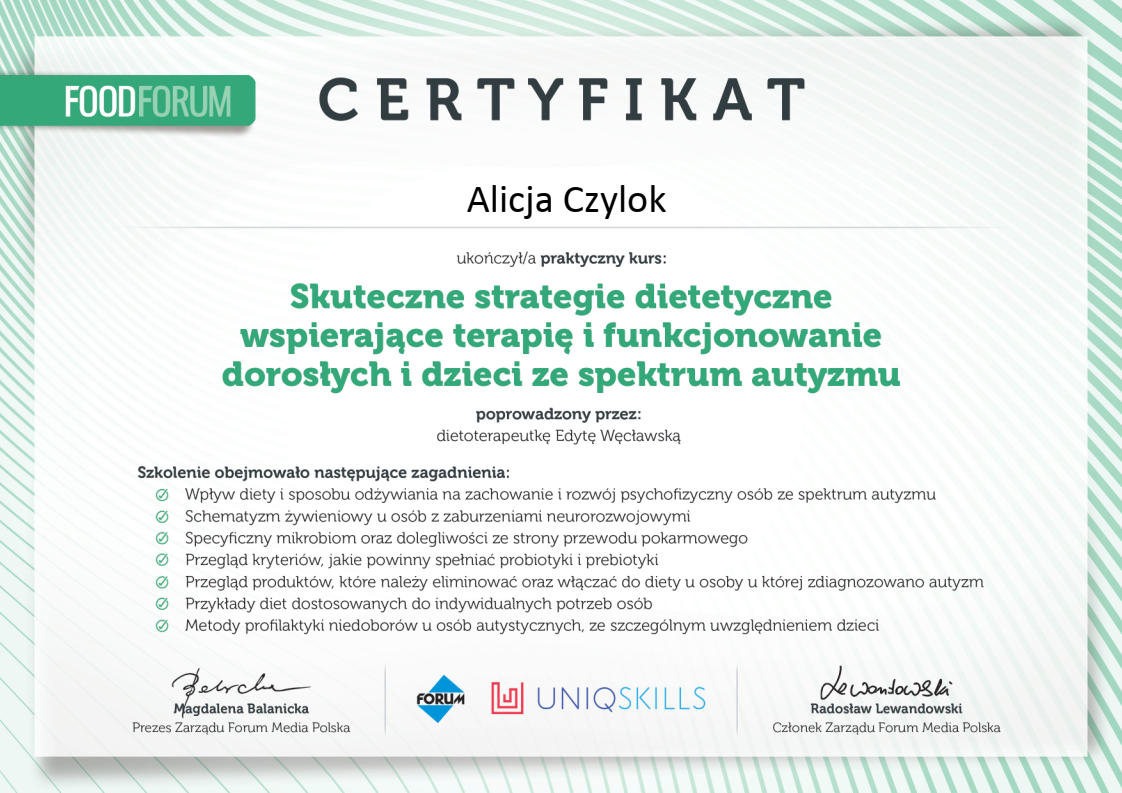 FOODFORUM
CERTYFIKAT
Alicja Czylok
ukończył/a praktyczny kurs:
Skuteczne strategie dietetyczne
wspierające terapię i funkcjonowanie
dorosłych i dzieci ze spektrum autyzmu
poprowadzony przez:
dietoterapeutkę Edytę Węcławską
Szkolenie obejmowało następujące zagadnienia:
Wpływ diety i sposobu odżywiania na zachowanie i rozwój psychofizyczny osób ze spektrum autyzmu
Schematyzm żywieniowy u osób z zaburzeniami neurorozwojowymi
Specyficzny mikrobiom oraz dolegliwości ze strony przewodu pokarmowego
Przegląd kryteriów, jakie powinny spełniać probiotyki i prebiotyki
Przegląd produktów, które należy eliminować oraz włączać do diety u osoby u której zdiagnozowano autyzm
Przykłady diet dostosowanych do indywidualnych potrzeb osób
Metody profilaktyki niedoborów u osób autystycznych, ze szczególnym uwzględnieniem dzieci
Magdalena Balanicka
Prezes Zarządu Forum Media Polska
FORUM
UNIQSKILLS
Lewandowski
Radosław Lewandowski
Członek Zarządu Forum Media Polska